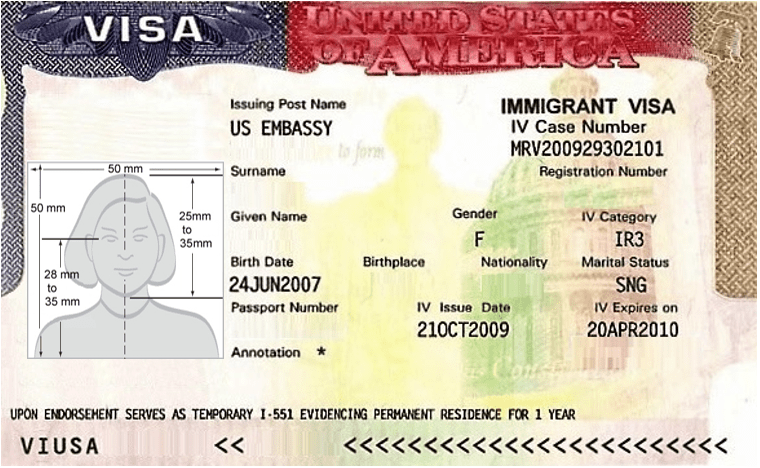 VISA
UNITED STATES
OF AMERICA
Issuing Post Name
US EMBASSY
IMMIGRANT VISA
IV Case Number
MRV200929302101
Surname
Registration Number
Given Name
Gender
F
IV Category
IR3
Birth Date
24JUN2007
Birthplace
Nationality
Marital Status
SNG
Passport Number
IV Issue Date
21OCT2009
IV Expires on
20APR2010
Annotation *
50 mm
50 mm
25mm
to
35mm
28 mm
to
35 mm
to form
UPON ENDORSEMENT SERVES AS TEMPORARY I-551 EVIDENCING PERMANENT RESIDENCE FOR 1 YEAR
VIUSA << <<<<<<<<<<<<<<<<<<<<<<